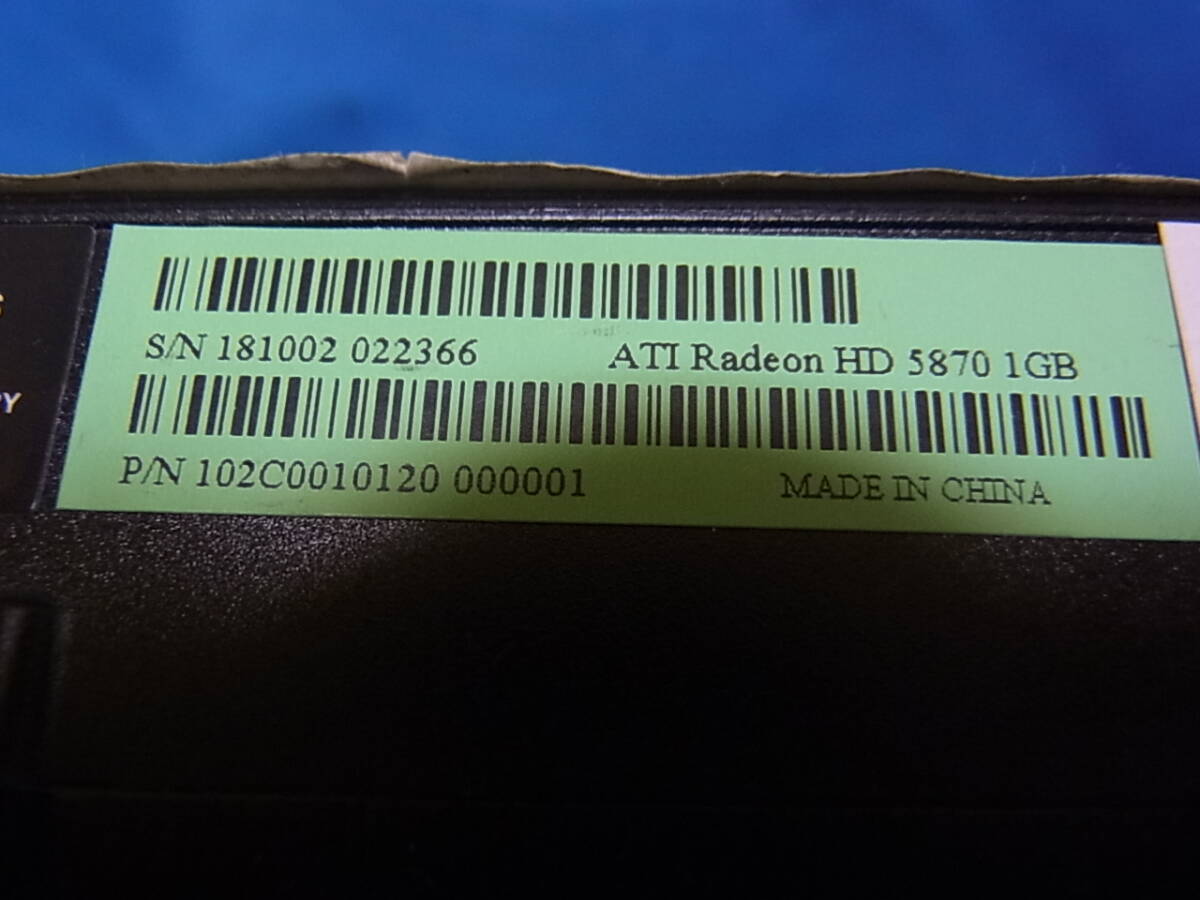 S/N 181002 022366
ATI Radeon HD 5870 1GB
P/N 102C0010120 000001
MADE IN CHINA